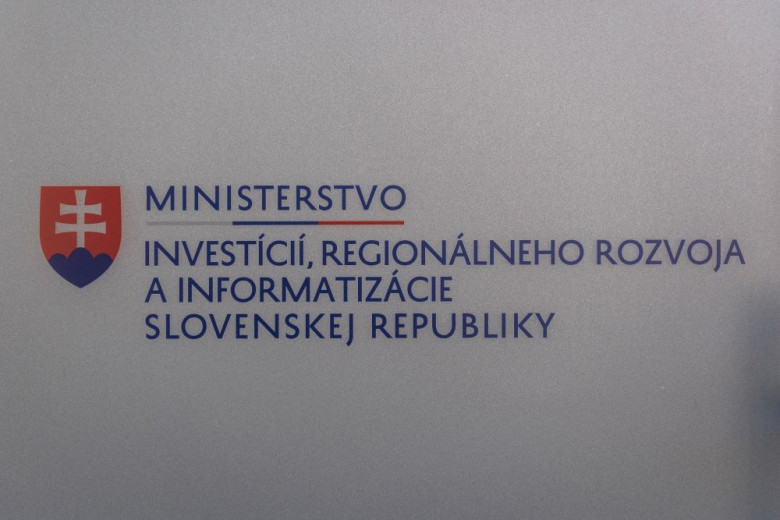 MINISTERSTVO
INVESTÍCIÍ, REGIONÁLNEHO ROZVOJA
A INFORMATIZÁCIE
SLOVENSKEJ REPUBLIKY